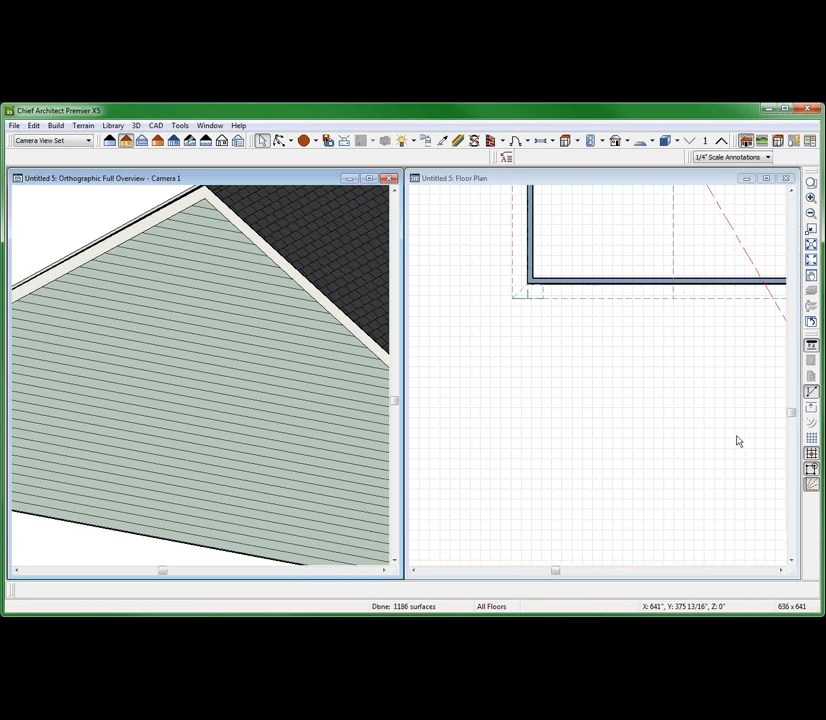 Chief Architect Premier X5
File Edit Build Terrain Library 3D CAD Tools Window Help
Camera View Set 1
1/4" Scale Annotations
Untitled 5: Orthographic Full Overview - Camera 1
Untitled 5: Floor Plan
Done: 1186 surfaces All Floors X: 641", Y: 375 13/16", Z: 0" 636 x 641